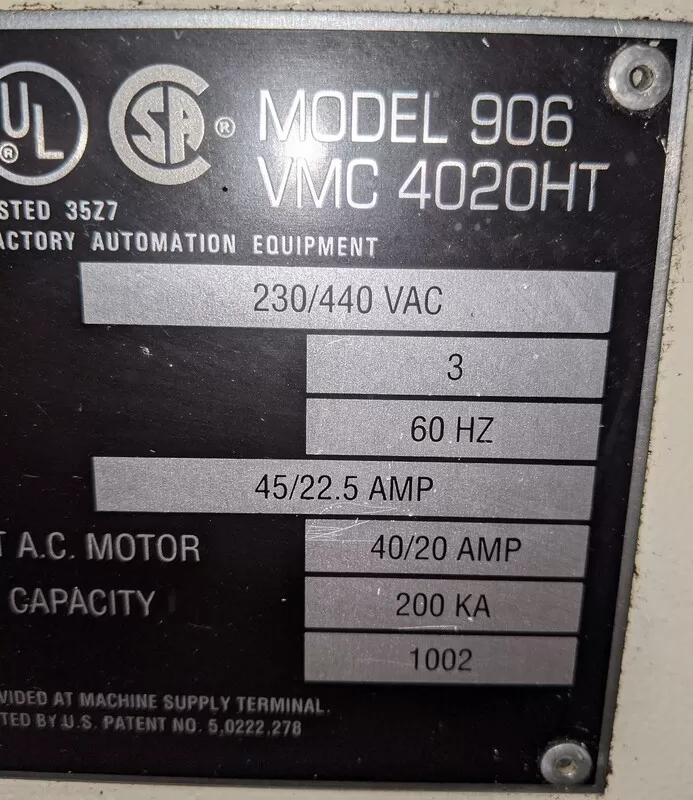 UL
®
SA ®
MODEL 906
VMC 4020HT
STED 35Z7
ACTORY AUTOMATION EQUIPMENT
230/440 VAC
3
60 HZ
45/22.5 AMP
T A.C. MOTOR 40/20 AMP
CAPACITY 200 KA
1002
VIDED AT MACHINE SUPPLY TERMINAL.
TED BY U.S. PATENT NO. 5,0222,278